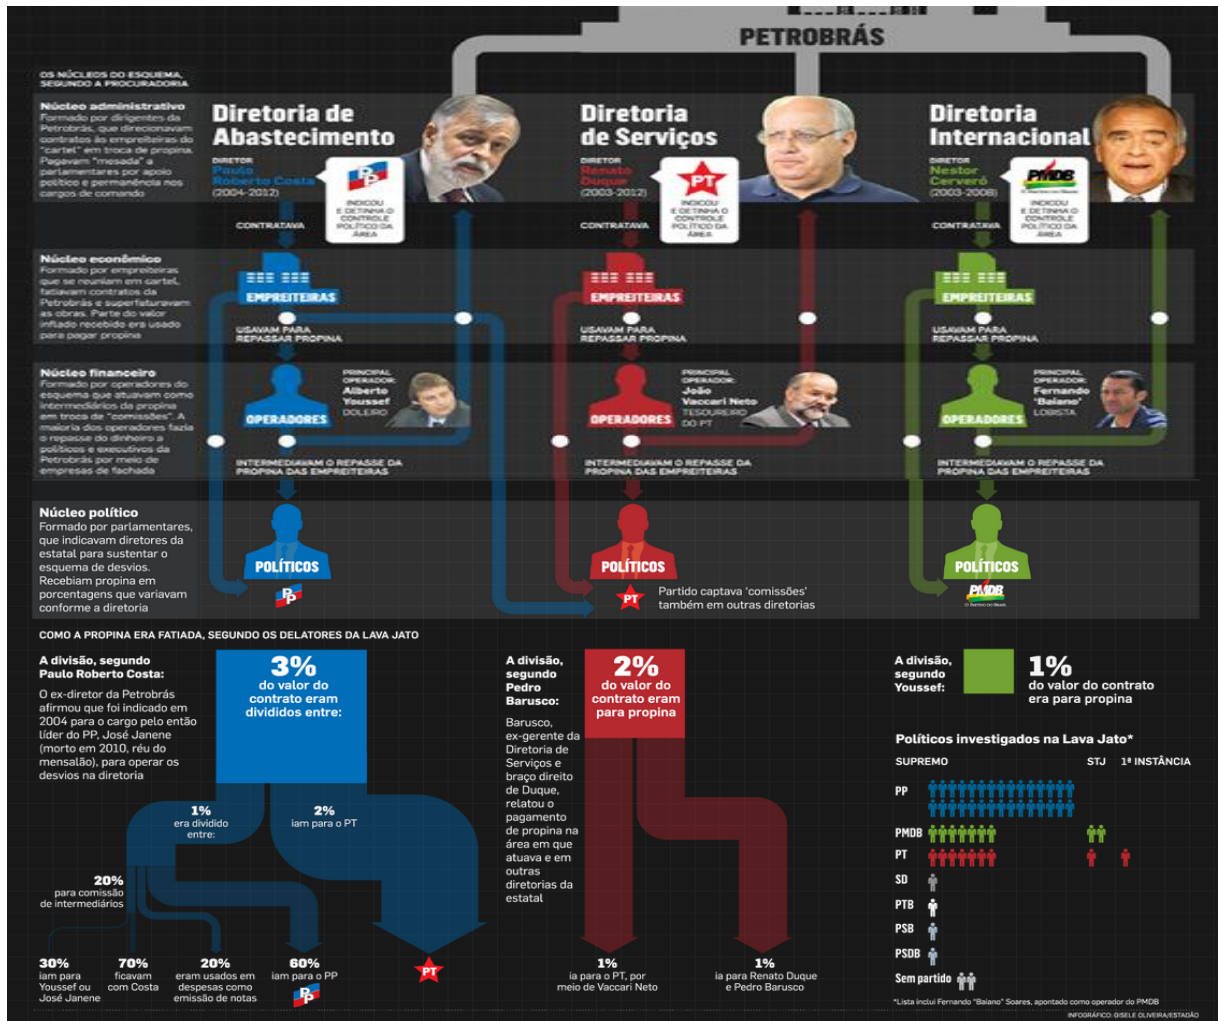 PETROBRÁS
OS NÚCLEOS DO ESQUEMA,
SEGUNDO A PROCURADORIA
Núcleo administrativo
Formado por dirigentes da
Petrobrás, que direcionavam
contratos às empreiteiras do
"cartel" em troca de propina.
Pagavam "mesada" a
parlamentares por apoio
político e permanência nos
cargos de comando
Diretoria de
Abastecimento
DIRETOR
Paulo
Roberto Costa
(2004-2012)
PP
INDICOU
E DETINHA O
CONTROLE
POLÍTICO DA
ÁREA
CONTRATAVA
Diretoria
de Serviços
DIRETOR
Renato
Duque
(2003-2012)
PT
INDICOU
E DETINHA O
CONTROLE
POLÍTICO DA
ÁREA
CONTRATAVA
Diretoria
Internacional
DIRETOR
Nestor
Cerveró
(2003-2008)
PMDB
O PARTIDO DO BRASIL
INDICOU
E DETINHA O
CONTROLE
POLÍTICO DA
ÁREA
CONTRATAVA
Núcleo econômico
Formado por empreiteiras
que se reuniam em cartel,
fatiavam contratos da
Petrobrás e superfaturavam
as obras. Parte do valor
inflado recebido era usado
para pagar propina
EMPREITEIRAS
USAVAM PARA
REPASSAR PROPINA
EMPREITEIRAS
USAVAM PARA
REPASSAR PROPINA
EMPREITEIRAS
USAVAM PARA
REPASSAR PROPINA
Núcleo financeiro
Formado por operadores do
esquema que atuavam como
intermediários da propina
em troca de "comissões". A
maioria dos operadores fazia
o repasse do dinheiro a
políticos e executivos da
Petrobrás por meio de
empresas de fachada
OPERADORES
PRINCIPAL
OPERADOR:
Alberto
Youssef
DOLEIRO
INTERMEDIAVAM O REPASSE DA
PROPINA DAS EMPREITEIRAS
OPERADORES
PRINCIPAL
OPERADOR:
João
Vaccari Neto
TESOUREIRO
DO PT
INTERMEDIAVAM O REPASSE DA
PROPINA DAS EMPREITEIRAS
OPERADORES
PRINCIPAL
OPERADOR:
Fernando
"Baiano"
LOBISTA
INTERMEDIAVAM O REPASSE DA
PROPINA DAS EMPREITEIRAS
Núcleo político
Formado por parlamentares,
que indicavam diretores da
estatal para sustentar o
esquema de desvios.
Recebiam propina em
porcentagens que variavam
conforme a diretoria
POLÍTICOS
PP
POLÍTICOS
PT
Partido captava 'comissões'
também em outras diretorias
POLÍTICOS
PMDB
O PARTIDO DO BRASIL
COMO A PROPINA ERA FATIADA, SEGUNDO OS DELATORES DA LAVA JATO
A divisão, segundo
Paulo Roberto Costa:
O ex-diretor da Petrobrás
afirmou que foi indicado em
2004 para o cargo pelo então
líder do PP, José Janene
(morto em 2010, réu do
mensalão), para operar os
desvios na diretoria
3%
do valor do
contrato eram
divididos entre:
1%
era dividido
entre:
2%
iam para o PT
20%
para comissão
de intermediários
30%
iam para
Youssef ou
José Janene
70%
ficavam
com Costa
20%
eram usados em
despesas como
emissão de notas
60%
iam para o PP
PP
PT
A divisão,
segundo
Pedro
Barusco:
Barusco,
ex-gerente da
Diretoria de
Serviços e
braço direito
de Duque,
relatou o
pagamento
de propina na
área em que
atuava e em
outras
diretorias da
estatal
2%
do valor do
contrato eram
para propina
1%
ia para o PT, por
meio de Vaccari Neto
1%
ia para Renato Duque
e Pedro Barusco
A divisão,
segundo
Youssef:
1%
do valor do contrato
era para propina
Políticos investigados na Lava Jato*
SUPREMO STJ 1ª INSTÂNCIA
PP
PMDB
PT
SD
PTB
PSB
PSDB
Sem partido
*Lista inclui Fernando "Baiano" Soares, apontado como operador do PMDB
INFOGRÁFICO: GISELE OLIVEIRA/ESTADÃO